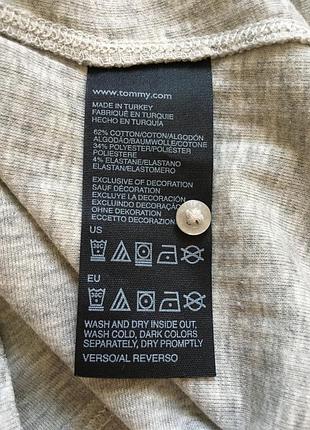 www.tommy.com
MADE IN TURKEY
FABRIQUÉ EN TURQUIE
HECHO EN TURQUÍA
62% COTTON/COTON/ALGODÓN
ALGODÃO/BAUMWOLLE/COTONE
34% POLYESTER/POLIÉSTER
POLIESTERE
4% ELASTANE/ELASTANO
ELASTAN/ELASTANNE
EXCLUSIVE OF DECORATION
SAUF DÉCORATION
EXCLUYE LA DECORACIÓN
EXCLUINDO DECORAÇÃO
OHNE DEKORATION
ECCETTO DECORAZIONI
US
EU
WASH AND DRY INSIDE OUT,
WASH COLD, DARK COLORS
SEPARATELY, DRY PROMPTLY
VERSO/AL REVERSO